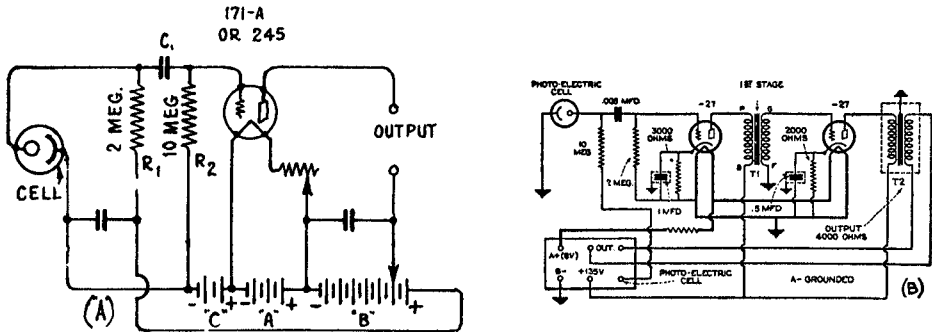 171-A
OR 245
C₁
2 MEG.
R₁
10 MEG
R₂
CELL
OUTPUT
(A)
- +
"C"
- +
"A"
- +
"B"
PHOTO-ELECTRIC
CELL
.006 MFD
10
MEG
2 MEG.
3000
OHMS
.1 MFD
-27
1ST STAGE
P G
B F
T1
2000
OHMS
.5 MFD
-27
T2
OUTPUT
4000 OHMS
A+(6V)
OUT.
B-
+135V
PHOTO-ELECTRIC
CELL
A- GROUNDED
(B)